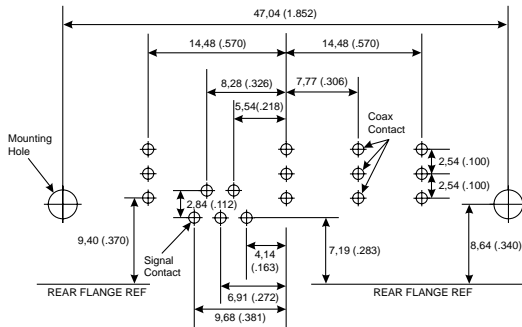 47,04 (1.852)
14,48 (.570)
14,48 (.570)
8,28 (.326)
7,77 (.306)
5,54(.218)
Coax
Contact
Mounting
Hole
2,54 (.100)
2,54 (.100)
2,84 (.112)
9,40 (.370)
Signal
Contact
4,14
(.163)
7,19 (.283)
8,64 (.340)
6,91 (.272)
REAR FLANGE REF
REAR FLANGE REF
9,68 (.381)